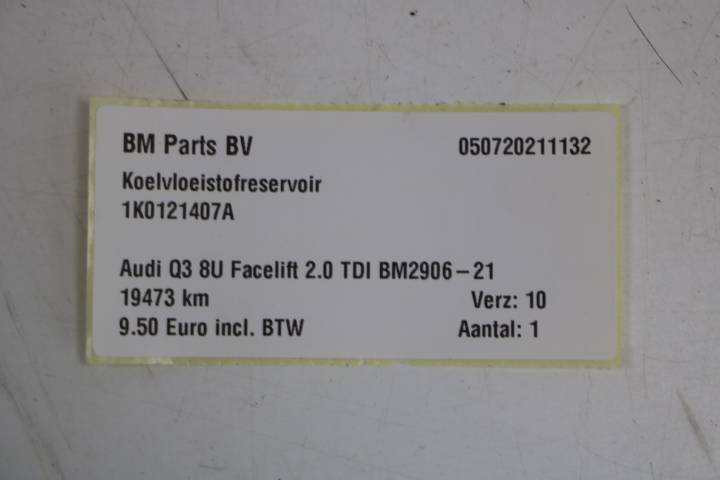 BM Parts BV 050720211132
Koelvloeistofreservoir
1K0121407A
Audi Q3 8U Facelift 2.0 TDI BM2906-21
19473 km Verz: 10
9.50 Euro incl. BTW Aantal: 1